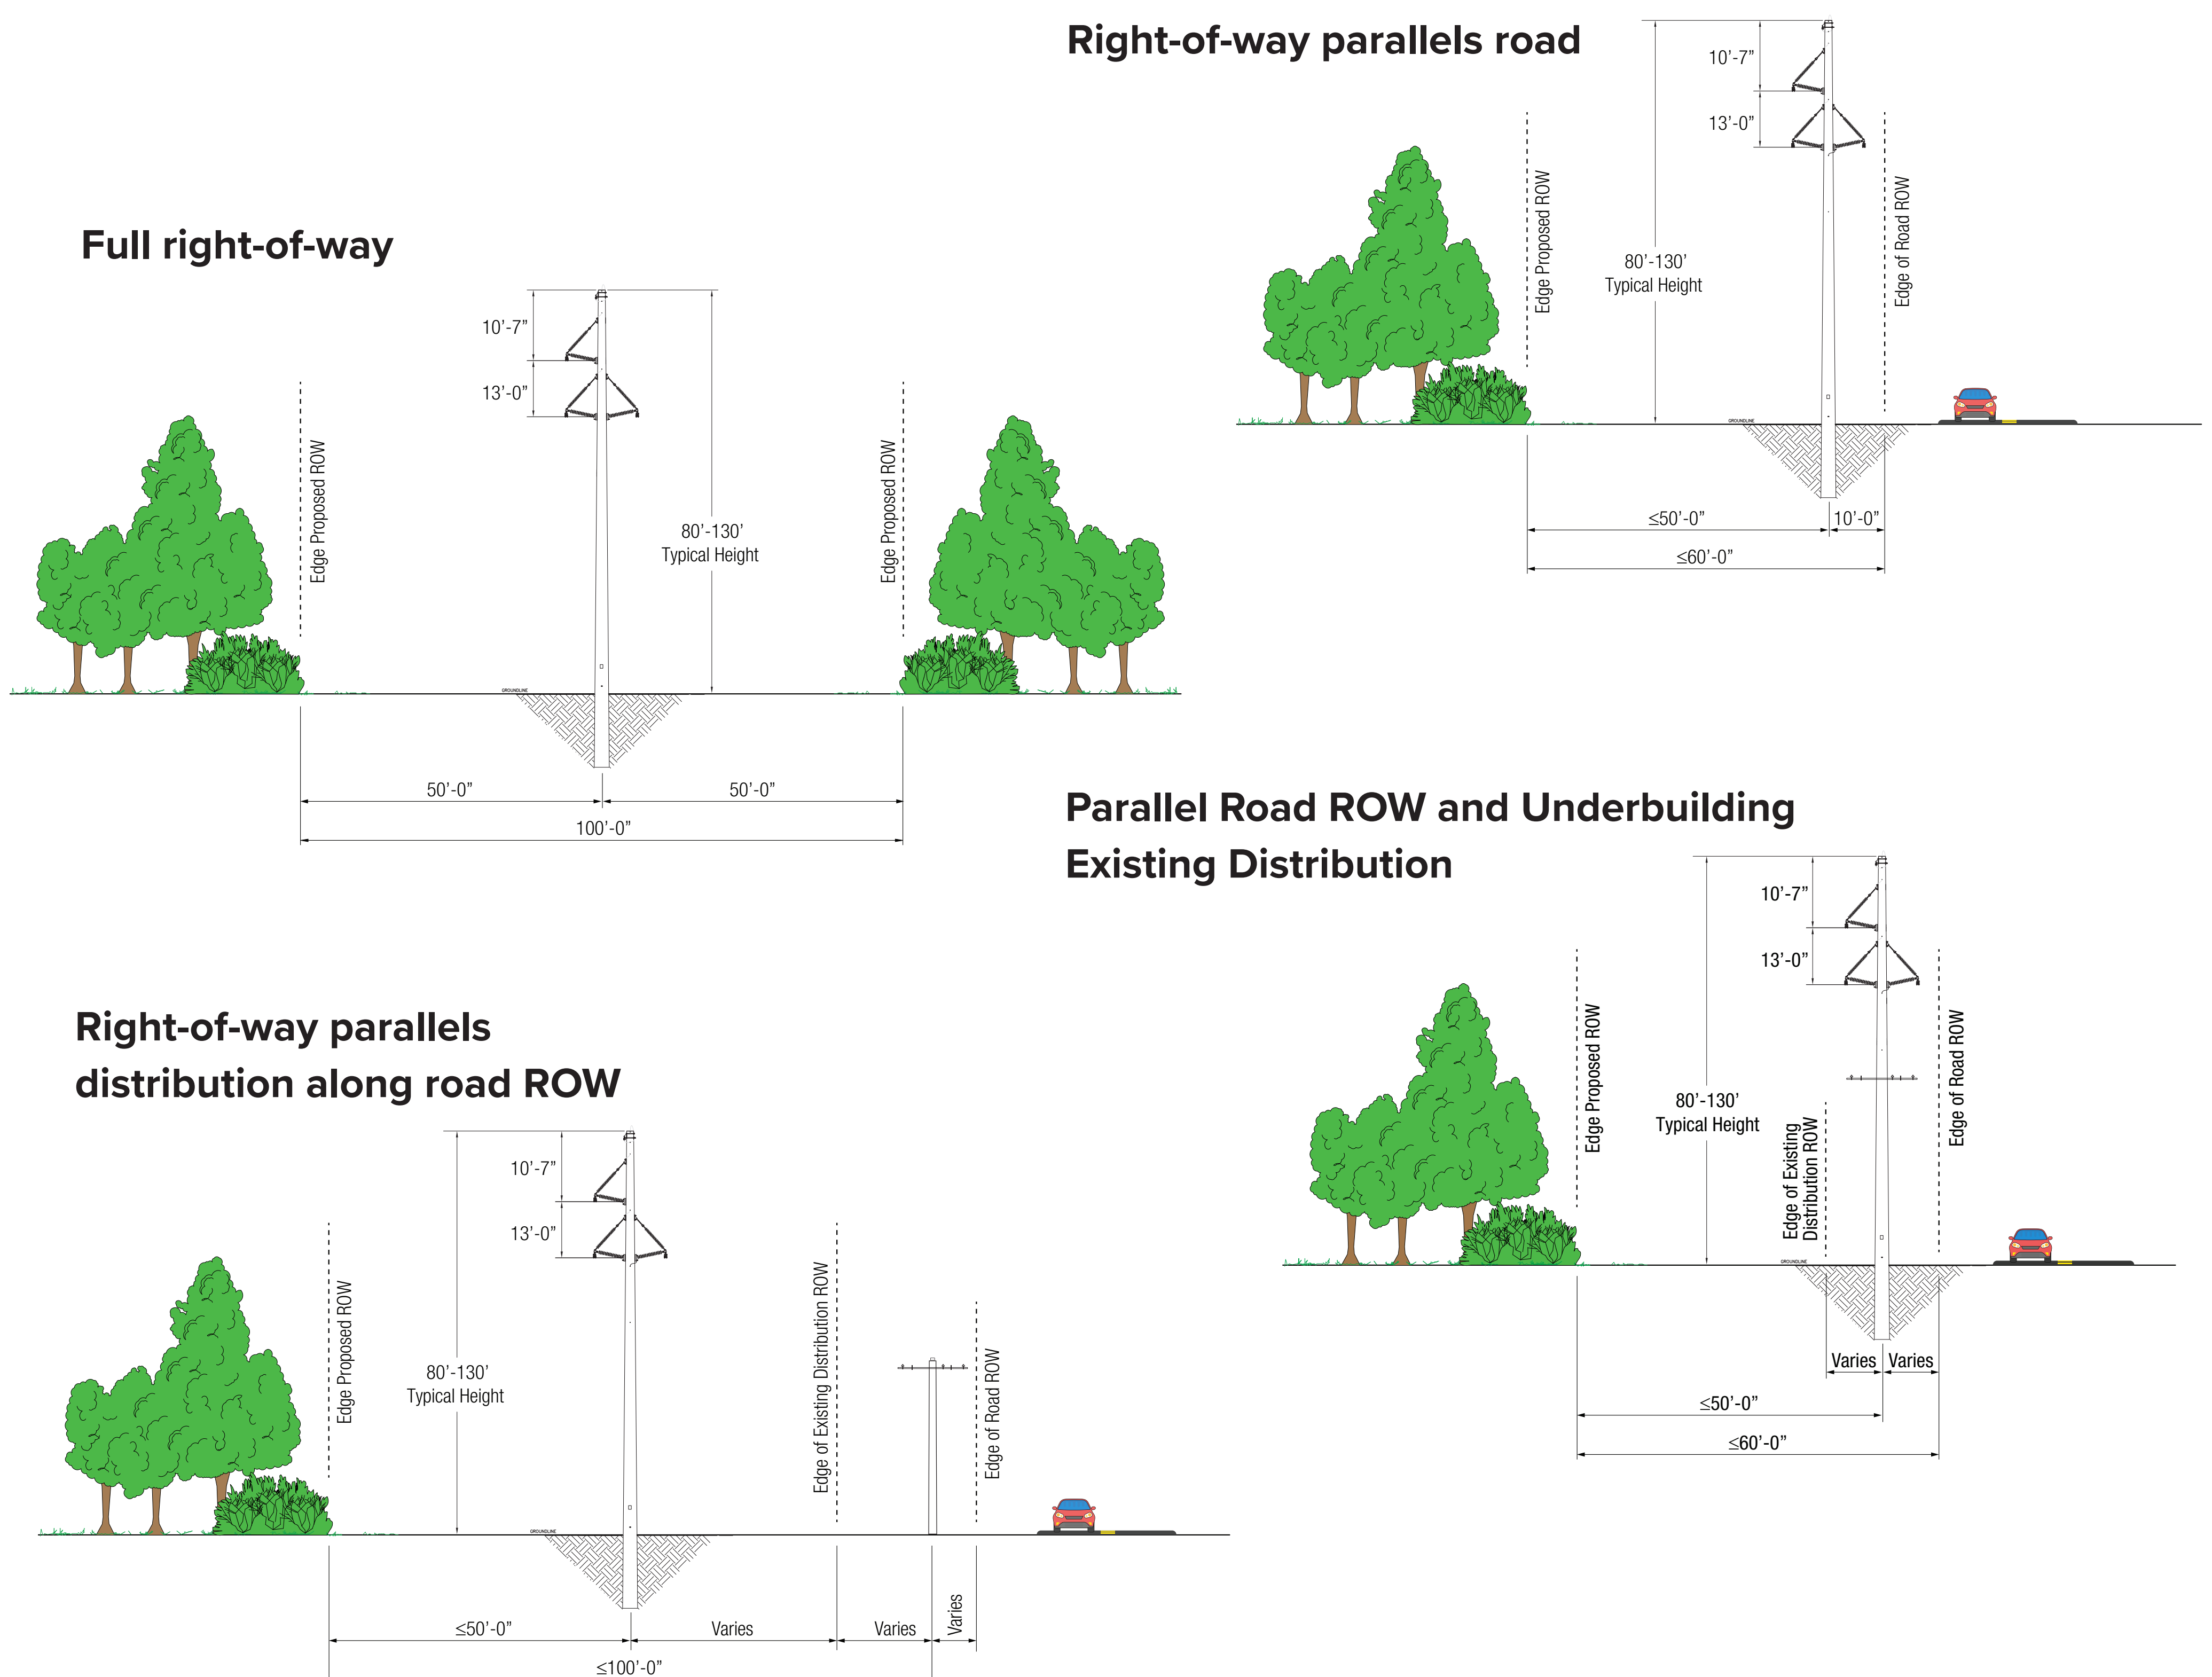 Full right-of-way
10’-7”
13’-0”
Edge Proposed ROW
Edge Proposed ROW
80’-130’
Typical Height
GROUNDLINE
50’-0”
50’-0”
100’-0”
Right-of-way parallels road
10’-7”
13’-0”
Edge Proposed ROW
Edge of Road ROW
80’-130’
Typical Height
GROUNDLINE
≤50’-0”
10’-0”
≤60’-0”
Right-of-way parallels
distribution along road ROW
10’-7”
13’-0”
Edge Proposed ROW
80’-130’
Typical Height
Edge of Existing Distribution ROW
Edge of Road ROW
GROUNDLINE
≤50’-0”
Varies
Varies
Varies
≤100’-0”
Parallel Road ROW and Underbuilding
Existing Distribution
10’-7”
13’-0”
Edge Proposed ROW
80’-130’
Typical Height
Edge of Existing
Distribution ROW
Edge of Road ROW
GROUNDLINE
Varies
Varies
≤50’-0”
≤60’-0”